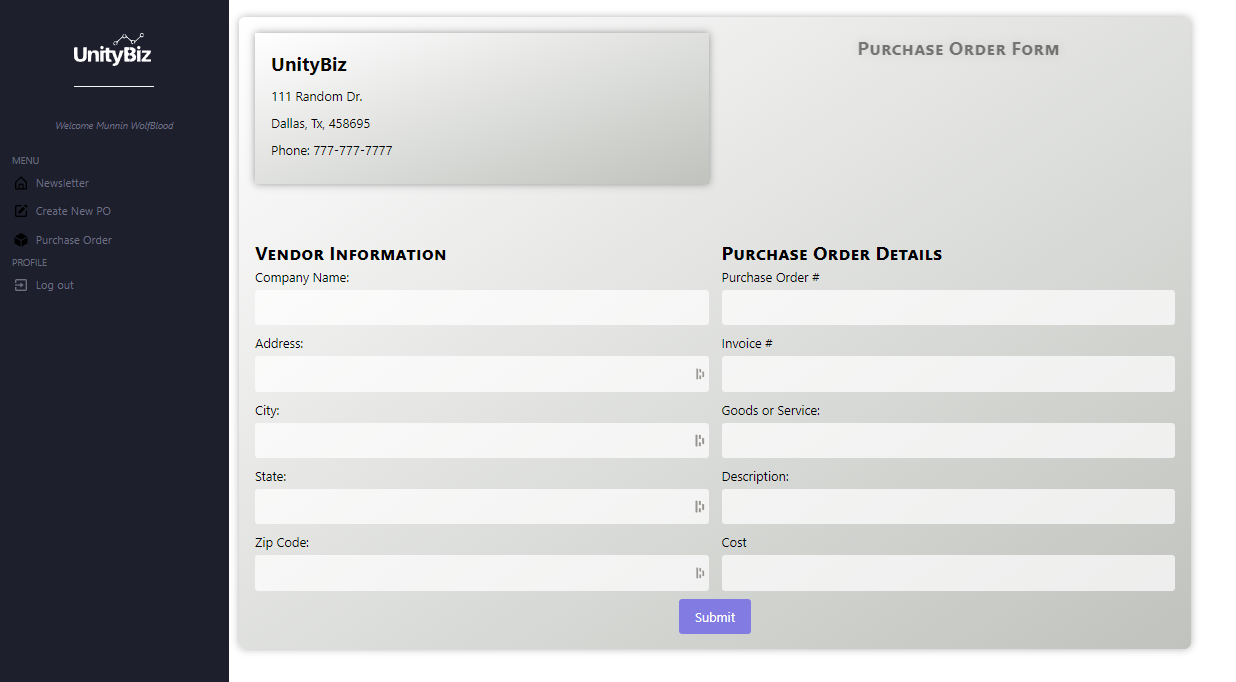 UnityBiz
Welcome Munnin WolfBlood
MENU
Newsletter
Create New PO
Purchase Order
PROFILE
Log out
UnityBiz
111 Random Dr.
Dallas, Tx, 458695
Phone: 777-777-7777
Purchase Order Form
Vendor Information
Company Name:
Address:
City:
State:
Zip Code:
Purchase Order Details
Purchase Order #
Invoice #
Goods or Service:
Description:
Cost
Submit